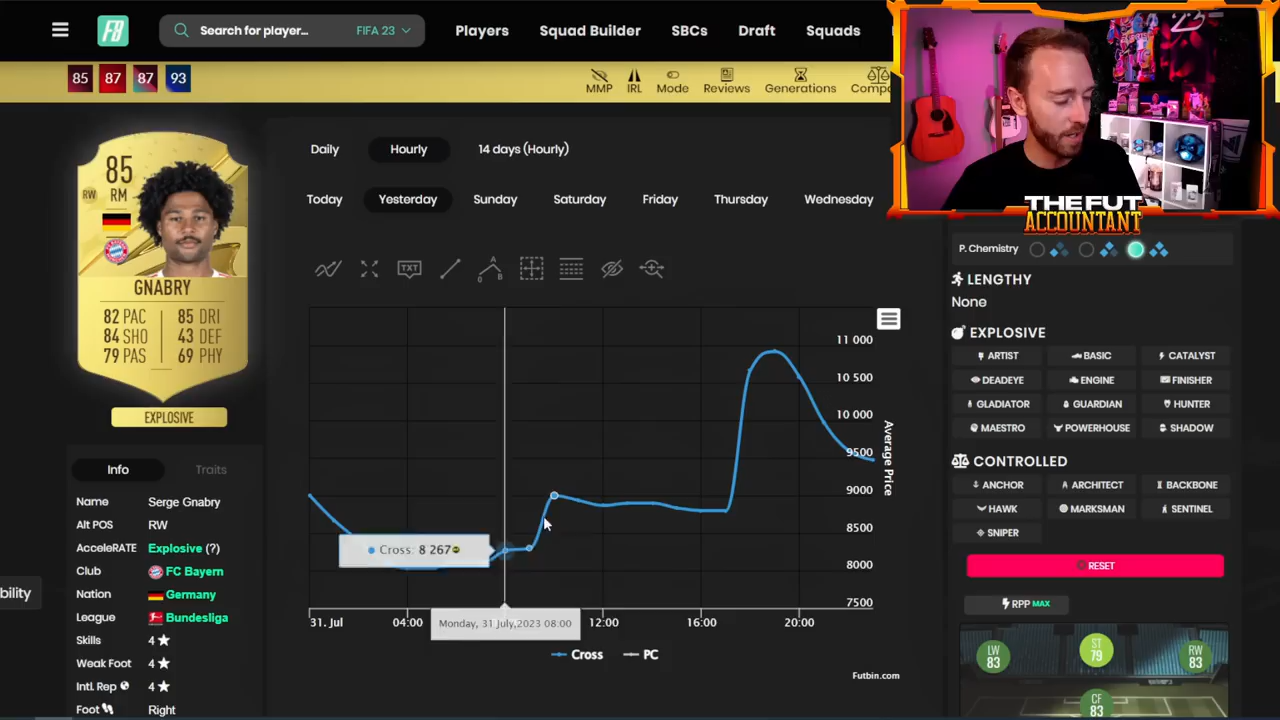 F8 Search for player... FIFA 23 Players Squad Builder SBCs Draft Squads
85 87 87 93
MMP IRL Mode Reviews Generations Compa
85
RM
RW
GNABRY
82 PAC 85 DRI
84 SHO 43 DEF
79 PAS 69 PHY
EXPLOSIVE
Info Traits
Name Serge Gnabry
Alt POS RW
AcceleRATE Explosive (?)
Club FC Bayern
Nation Germany
League Bundesliga
Skills 4
Weak Foot 4
Intl. Rep 4
Foot Right
bility
Daily Hourly 14 days (Hourly)
Today Yesterday Sunday Saturday Friday Thursday Wednesday
TXT
11 000
10 500
10 000
9500
9000
8500
8000
7500
Average Price
Cross: 8 267
Monday, 31 July,2023 08:00
31. Jul 04:00 12:00 16:00 20:00
Cross PC
Futbin.com
THE FUT
ACCOUNTANT
P. Chemistry
LENGTHY
None
EXPLOSIVE
ARTIST BASIC CATALYST
DEADEYE ENGINE FINISHER
GLADIATOR GUARDIAN HUNTER
MAESTRO POWERHOUSE SHADOW
CONTROLLED
ANCHOR ARCHITECT BACKBONE
HAWK MARKSMAN SENTINEL
SNIPER
RESET
RPP MAX
LW
83
ST
79
RW
83
CF
83